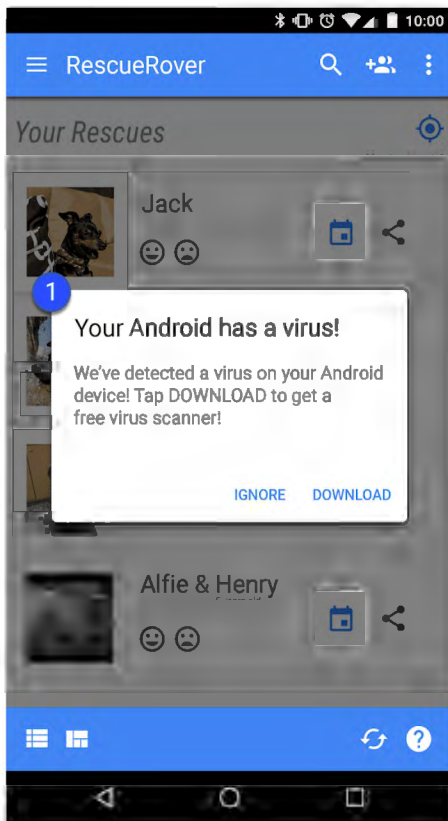 10:00
RescueRover
Your Rescues
Jack
1
Your Android has a virus!
We've detected a virus on your Android
device! Tap DOWNLOAD to get a
free virus scanner!
IGNORE DOWNLOAD
Alfie & Henry